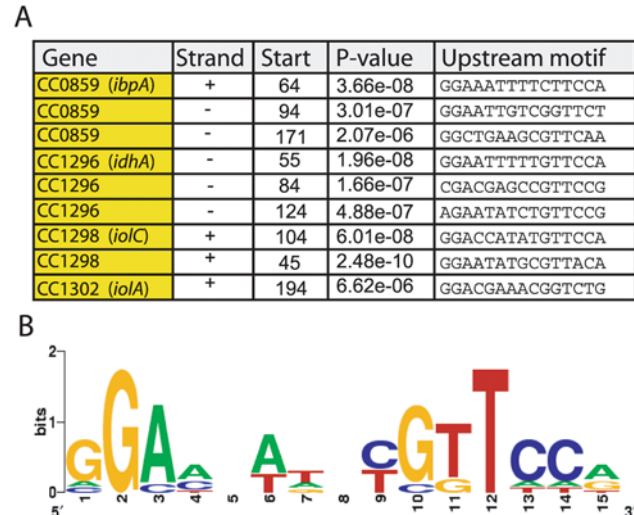 A
Gene Strand Start P-value Upstream motif
CC0859 (ibpA) + 64 3.66e-08 GGAAATTTTCTTCCA
CC0859 - 94 3.01e-07 GGAATTGTCGGTTCT
CC0859 - 171 2.07e-06 GGCTGAAGCGTTCAA
CC1296 (idhA) - 55 1.96e-08 GGAATTTTTGTTCCA
CC1296 - 84 1.66e-07 CGACGAGCCGTTCCG
CC1296 - 124 4.88e-07 AGAATATCTGTTCCG
CC1298 (iolC) + 104 6.01e-08 GGACCATATGTTCCA
CC1298 + 45 2.48e-10 GGAATATGCGTTACA
CC1302 (iolA) + 194 6.62e-06 GGACGAAACGGTCTG
B
2
bits
1
0
G G A A A T C G T T C C A
A C C T A T C G A A G
C T G
5′ 1 2 3 4 5 6 7 8 9 10 11 12 13 14 15 3